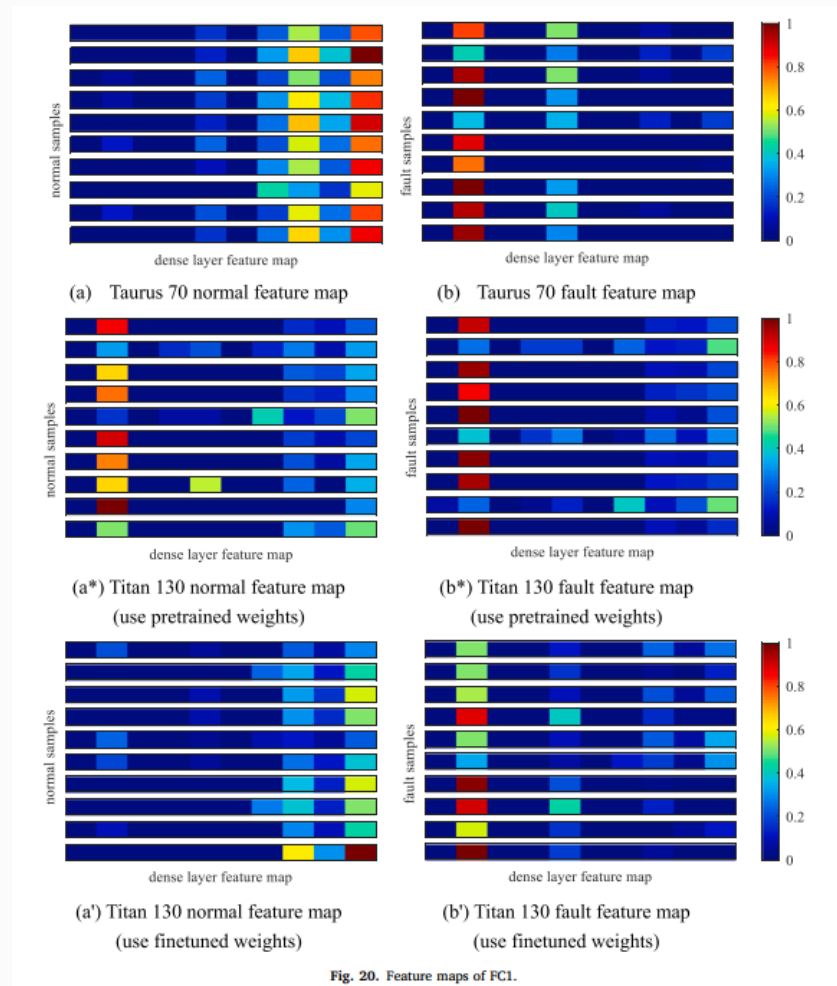 normal samples
dense layer feature map
(a) Taurus 70 normal feature map
fault samples
dense layer feature map
(b) Taurus 70 fault feature map
1
0.8
0.6
0.4
0.2
0
normal samples
dense layer feature map
(a*) Titan 130 normal feature map
(use pretrained weights)
fault samples
dense layer feature map
(b*) Titan 130 fault feature map
(use pretrained weights)
1
0.8
0.6
0.4
0.2
0
normal samples
dense layer feature map
(a') Titan 130 normal feature map
(use finetuned weights)
fault samples
dense layer feature map
(b') Titan 130 fault feature map
(use finetuned weights)
1
0.8
0.6
0.4
0.2
0
Fig. 20. Feature maps of FC1.